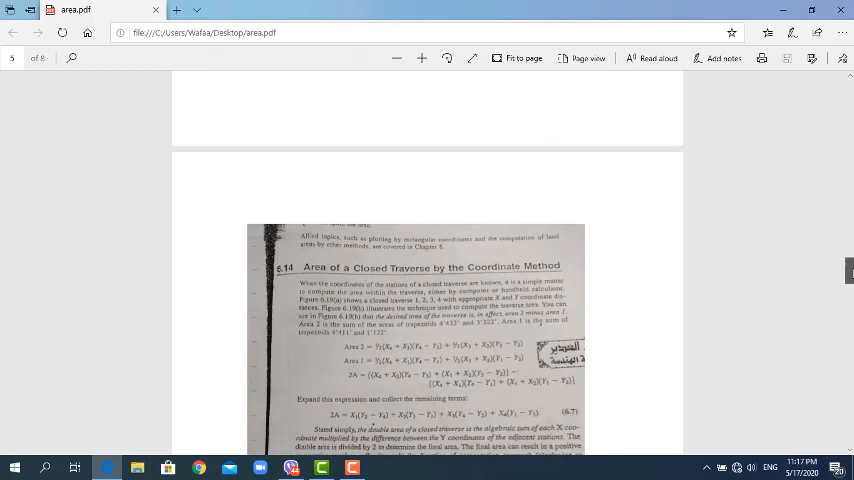 area.pdf
file:///C:/Users/Wafaa/Desktop/area.pdf
5 of 8
Fit to page
Page view
Read aloud
Add notes
Allied topics, such as plotting by rectangular coordinates and the computation of land
areas by other methods, are covered in Chapter 8.
6.14 Area of a Closed Traverse by the Coordinate Method
When the coordinates of the stations of a closed traverse are known, it is a simple matter
to compute the area within the traverse, either by computer or handheld calculator.
Figure 6.19(a) shows a closed traverse 1, 2, 3, 4 with appropriate X and Y coordinate dis-
tances. Figure 6.19(b) illustrates the technique used to compute the traverse area. You can
see in Figure 6.19(b) that the desired area of the traverse is, in effect, area 2 minus area 1.
Area 2 is the sum of the areas of trapezoids 4'433' and 3'322'. Area 1 is the sum of
trapezoids 4'411' and 1'122'.
Area 2 = ½(X₄ + X₃)(Y₄ − Y₃) + ½(X₃ + X₂)(Y₃ − Y₂)
Area 1 = ½(X₄ + X₁)(Y₄ − Y₁) + ½(X₁ + X₂)(Y₁ − Y₂)
2A = [(X₄ + X₃)(Y₄ − Y₃) + (X₃ + X₂)(Y₃ − Y₂)] −
[(X₄ + X₁)(Y₄ − Y₁) + (X₁ + X₂)(Y₁ − Y₂)]
Expand this expression and collect the remaining terms:
2A = X₁(Y₂ − Y₄) + X₂(Y₃ − Y₁) + X₃(Y₄ − Y₂) + X₄(Y₁ − Y₃). (6.7)
Stated simply, the double area of a closed traverse is the algebraic sum of each X coo-
rdinate multiplied by the difference between the Y coordinates of the adjacent stations. The
double area is divided by 2 to determine the final area. The final area can result in a positive
44
ENG
11:17 PM
5/17/2020
20